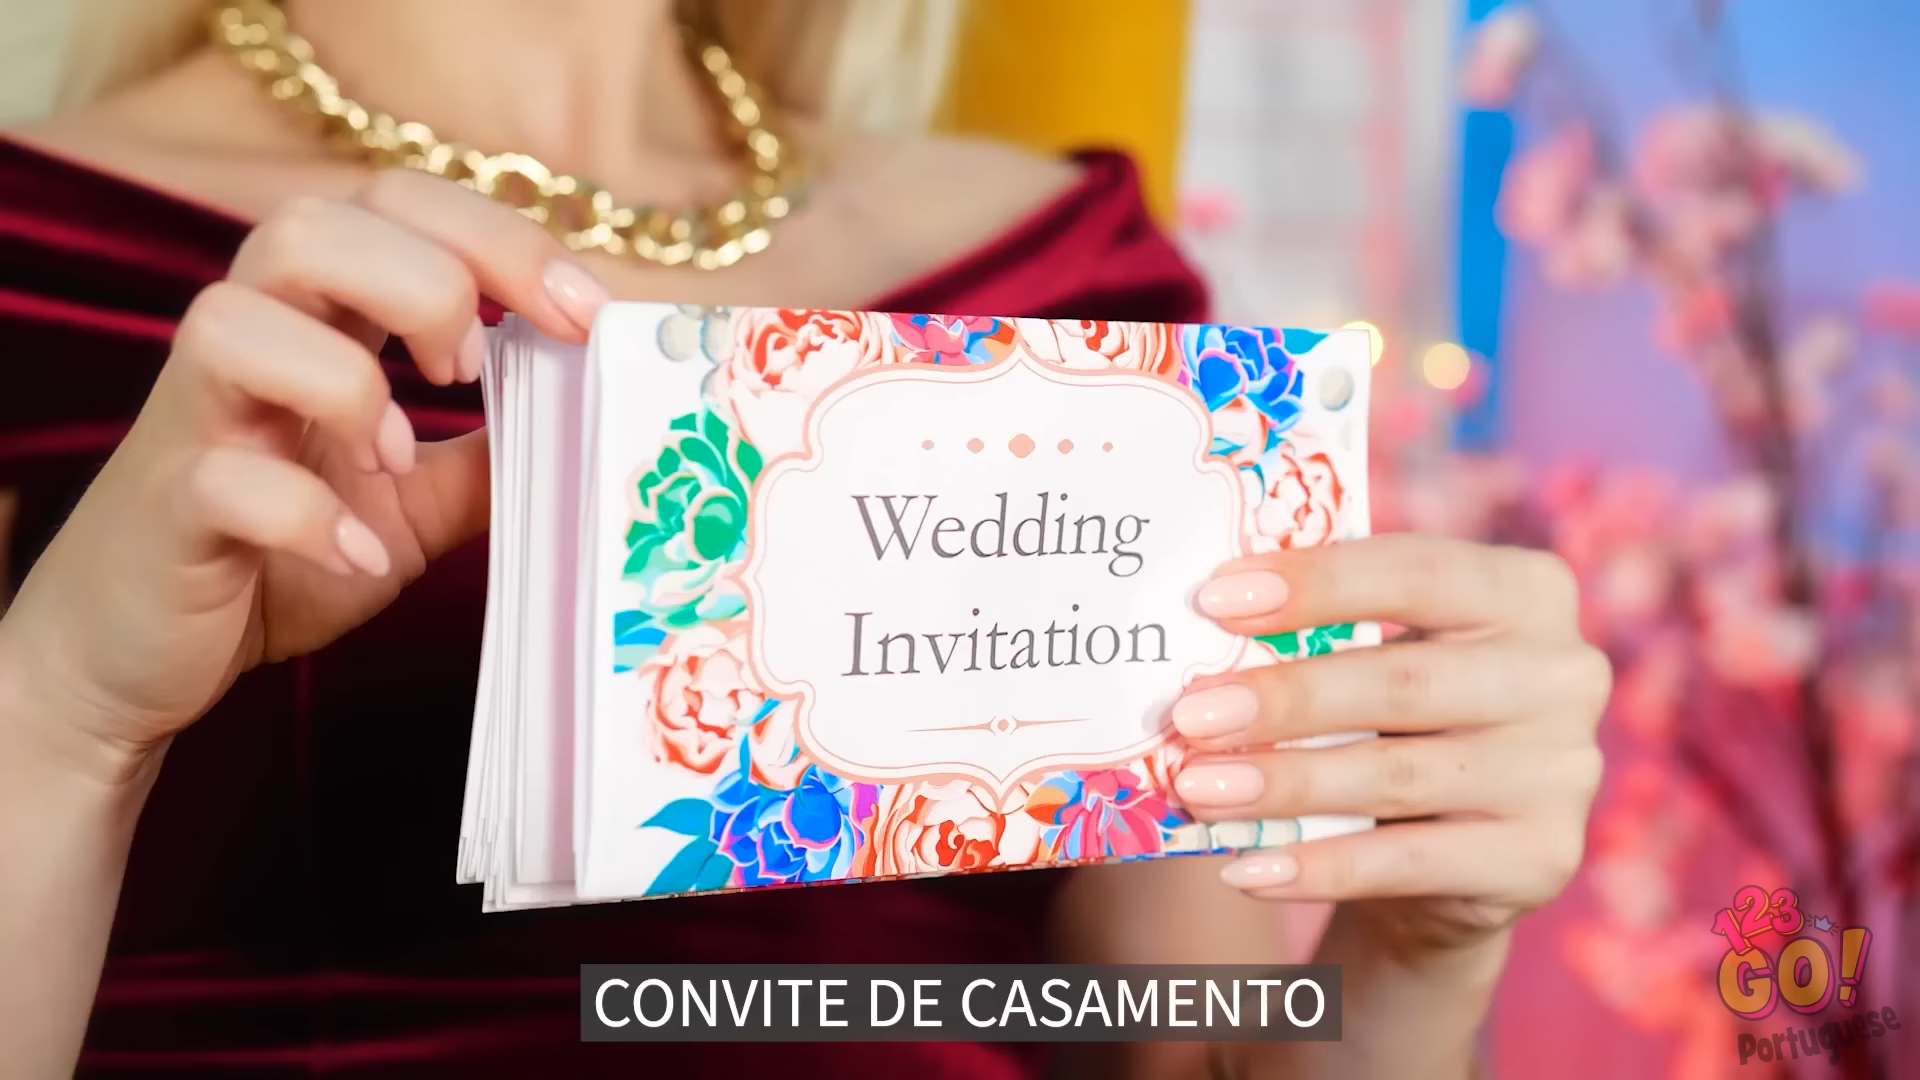 Wedding
Invitation
CONVITE DE CASAMENTO
123
GO!
Portuguese